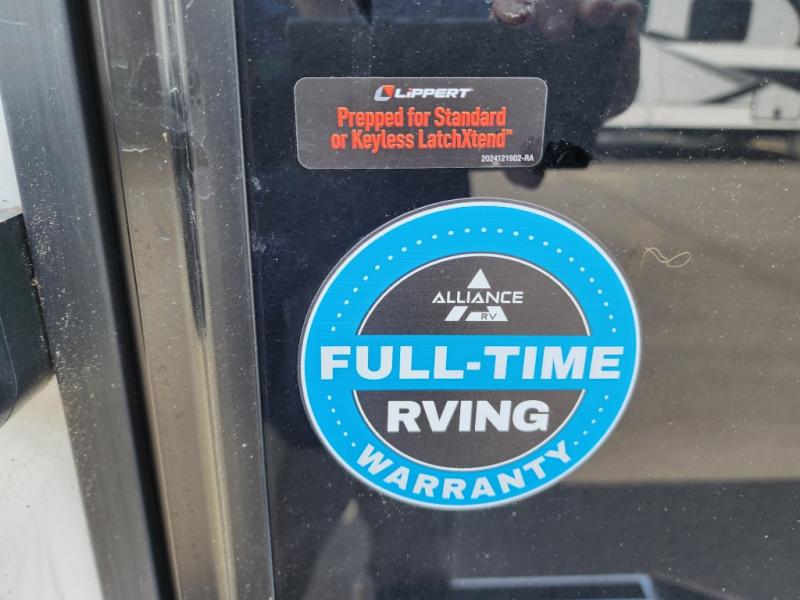 LIPPERT
Prepped for Standard
or Keyless LatchXtend™
2024121902-RA
ALLIANCE
RV
FULL-TIME
RVING
WARRANTY